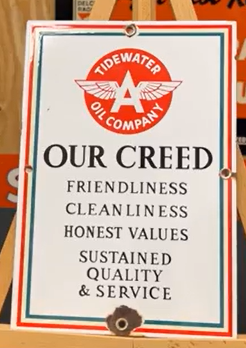 TIDEWATER
A
OIL COMPANY
OUR CREED
FRIENDLINESS
CLEANLINESS
HONEST VALUES
SUSTAINED
QUALITY
& SERVICE